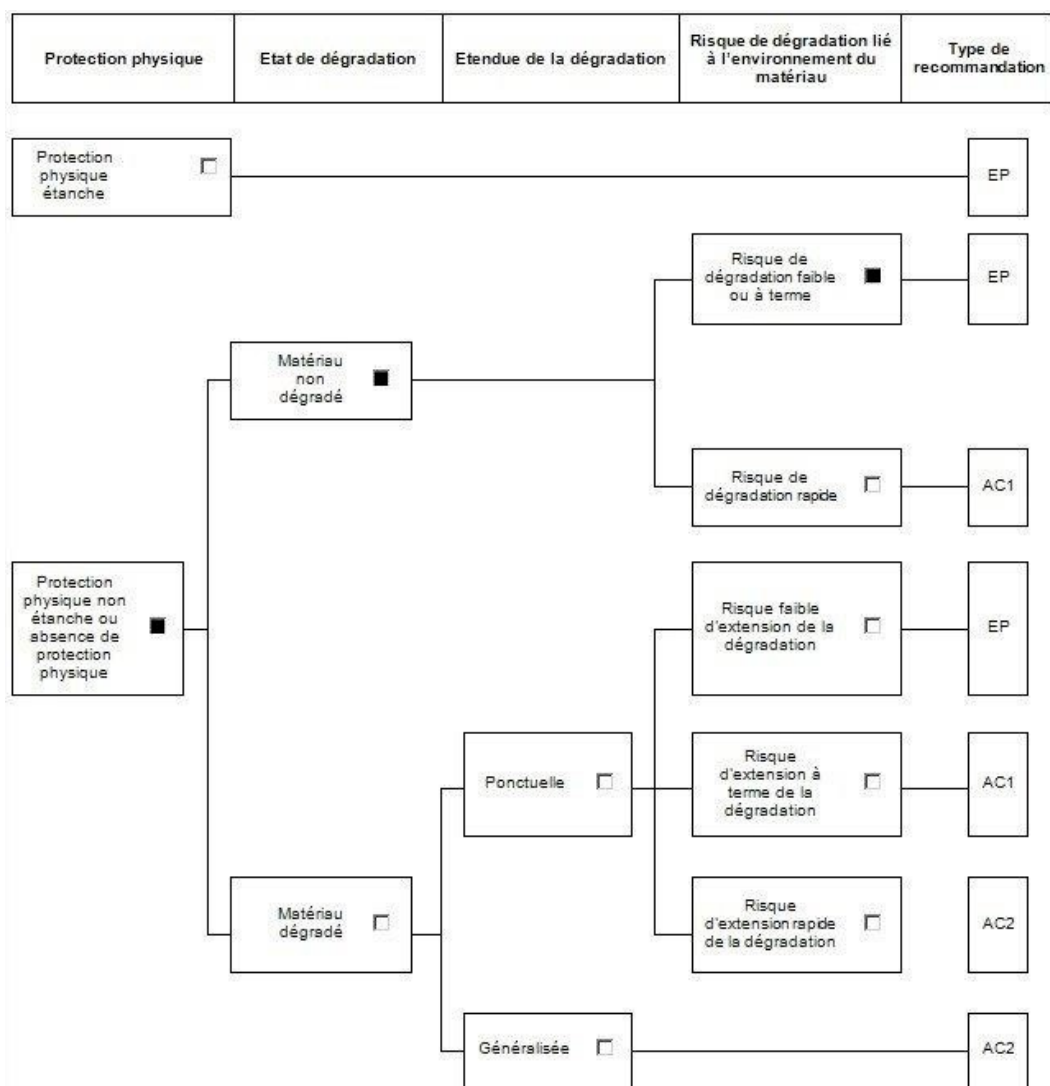 Protection physique
Etat de dégradation
Etendue de la dégradation
Risque de dégradation lié
à l'environnement du
matériau
Type de
recommandation
Protection
physique
étanche
EP
Risque de
dégradation faible
ou à terme
EP
Matériau
non
dégradé
Risque de
dégradation rapide
AC1
Protection
physique non
étanche ou
absence de
protection
physique
Risque faible
d'extension de la
dégradation
EP
Ponctuelle
Risque
d'extension à
terme de la
dégradation
AC1
Matériau
dégradé
Risque
d'extension rapide
de la dégradation
AC2
Généralisée
AC2